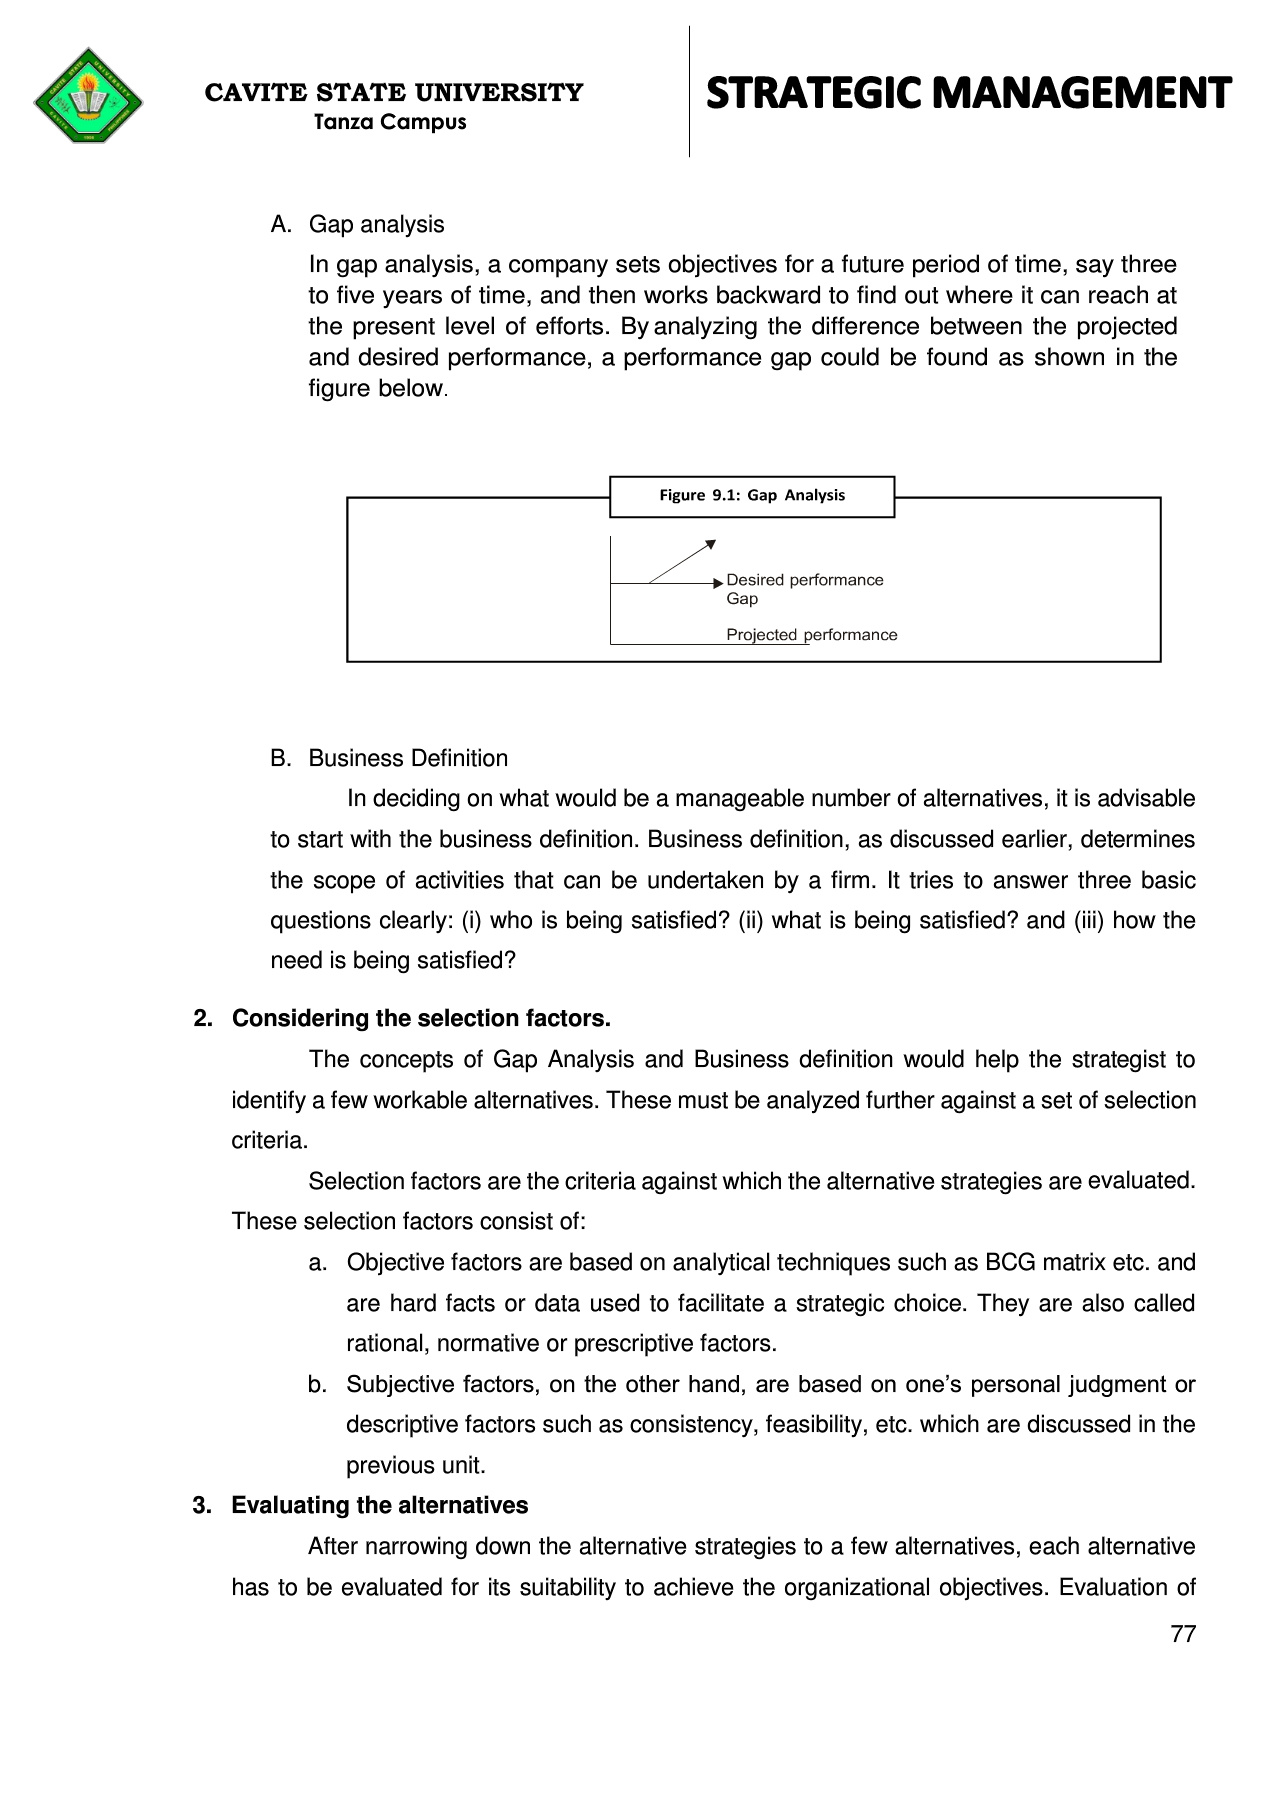 CAVITE STATE UNIVERSITY
Tanza Campus
STRATEGIC MANAGEMENT
A. Gap analysis
In gap analysis, a company sets objectives for a future period of time, say three
to five years of time, and then works backward to find out where it can reach at
the present level of efforts. By analyzing the difference between the projected
and desired performance, a performance gap could be found as shown in the
figure below.
Figure 9.1: Gap Analysis
Desired performance
Gap
Projected performance
B. Business Definition
In deciding on what would be a manageable number of alternatives, it is advisable
to start with the business definition. Business definition, as discussed earlier, determines
the scope of activities that can be undertaken by a firm. It tries to answer three basic
questions clearly: (i) who is being satisfied? (ii) what is being satisfied? and (iii) how the
need is being satisfied?
2. Considering the selection factors.
The concepts of Gap Analysis and Business definition would help the strategist to
identify a few workable alternatives. These must be analyzed further against a set of selection
criteria.
Selection factors are the criteria against which the alternative strategies are evaluated.
These selection factors consist of:
a. Objective factors are based on analytical techniques such as BCG matrix etc. and
are hard facts or data used to facilitate a strategic choice. They are also called
rational, normative or prescriptive factors.
b. Subjective factors, on the other hand, are based on one’s personal judgment or
descriptive factors such as consistency, feasibility, etc. which are discussed in the
previous unit.
3. Evaluating the alternatives
After narrowing down the alternative strategies to a few alternatives, each alternative
has to be evaluated for its suitability to achieve the organizational objectives. Evaluation of
77